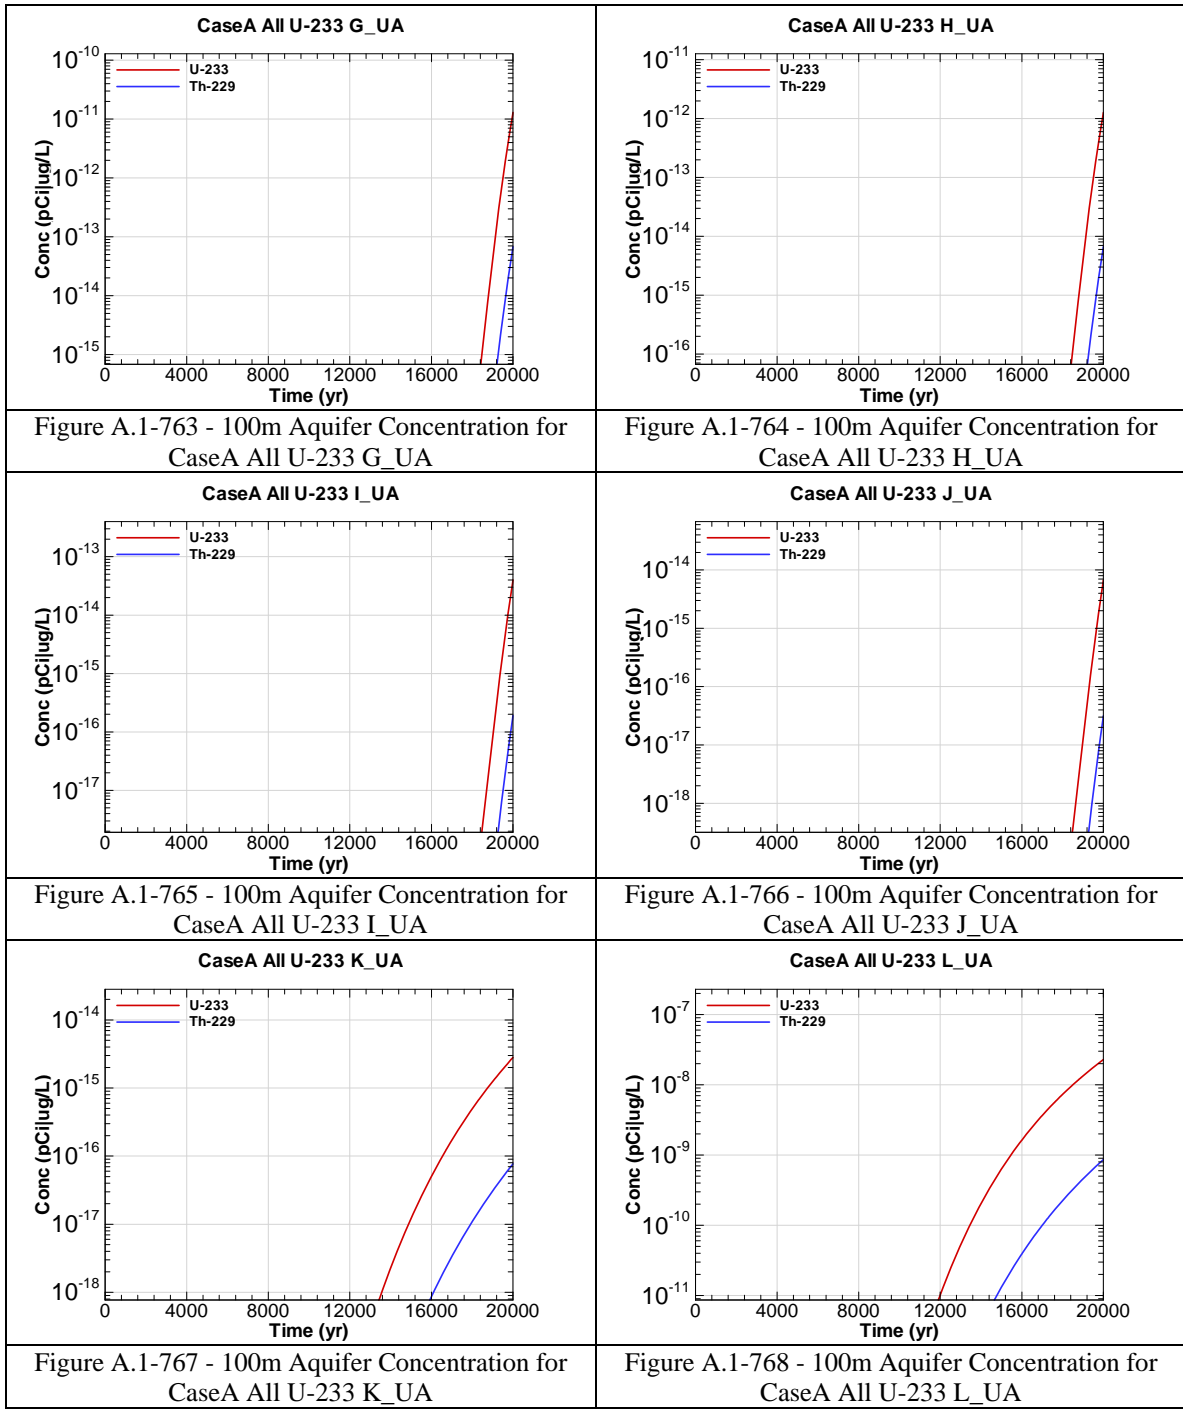 CaseA All U-233 G_UA
U-233
Th-229
Conc (pCi|ug/L)
10^-10
10^-11
10^-12
10^-13
10^-14
10^-15
0 4000 8000 12000 16000 20000
Time (yr)
Figure A.1-763 - 100m Aquifer Concentration for
CaseA All U-233 G_UA
CaseA All U-233 H_UA
U-233
Th-229
Conc (pCi|ug/L)
10^-11
10^-12
10^-13
10^-14
10^-15
10^-16
0 4000 8000 12000 16000 20000
Time (yr)
Figure A.1-764 - 100m Aquifer Concentration for
CaseA All U-233 H_UA
CaseA All U-233 I_UA
U-233
Th-229
Conc (pCi|ug/L)
10^-13
10^-14
10^-15
10^-16
10^-17
0 4000 8000 12000 16000 20000
Time (yr)
Figure A.1-765 - 100m Aquifer Concentration for
CaseA All U-233 I_UA
CaseA All U-233 J_UA
U-233
Th-229
Conc (pCi|ug/L)
10^-14
10^-15
10^-16
10^-17
10^-18
0 4000 8000 12000 16000 20000
Time (yr)
Figure A.1-766 - 100m Aquifer Concentration for
CaseA All U-233 J_UA
CaseA All U-233 K_UA
U-233
Th-229
Conc (pCi|ug/L)
10^-14
10^-15
10^-16
10^-17
10^-18
0 4000 8000 12000 16000 20000
Time (yr)
Figure A.1-767 - 100m Aquifer Concentration for
CaseA All U-233 K_UA
CaseA All U-233 L_UA
U-233
Th-229
Conc (pCi|ug/L)
10^-7
10^-8
10^-9
10^-10
10^-11
0 4000 8000 12000 16000 20000
Time (yr)
Figure A.1-768 - 100m Aquifer Concentration for
CaseA All U-233 L_UA